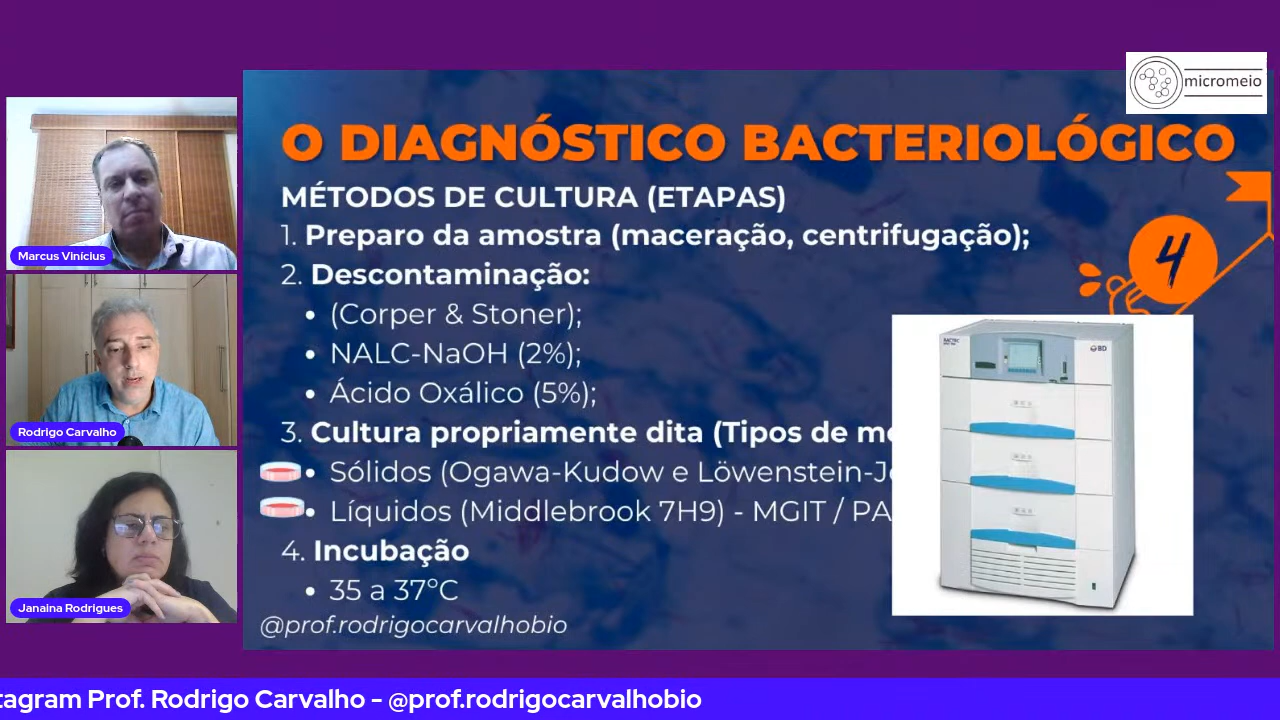 micromeio
O DIAGNÓSTICO BACTERIOLÓGICO
MÉTODOS DE CULTURA (ETAPAS)
1. Preparo da amostra (maceração, centrifugação);
2. Descontaminação:
• (Corper & Stoner);
• NALC-NaOH (2%);
• Ácido Oxálico (5%);
3. Cultura propriamente dita (Tipos de me
• Sólidos (Ogawa-Kudow e Löwenstein-Je
• Líquidos (Middlebrook 7H9) - MGIT / PA
4. Incubação
• 35 a 37°C
@prof.rodrigocarvalhobio
4
BACTEC
BD
Marcus Vinícius
Rodrigo Carvalho
Janaina Rodrigues
tagram Prof. Rodrigo Carvalho - @prof.rodrigocarvalhobio